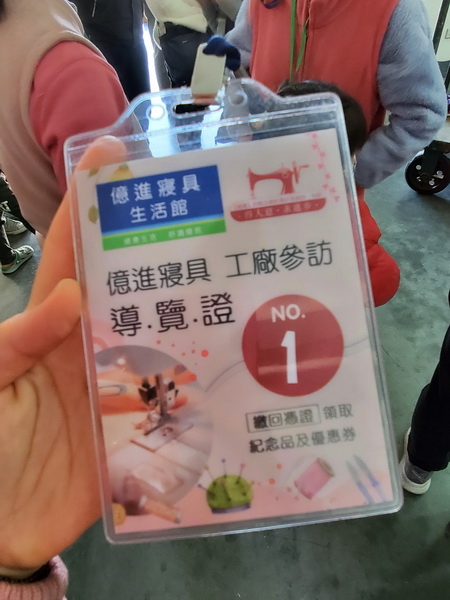 億進寢具
生活館
億進寢具 工廠參訪
導.覽.證
NO.
1
繳回憑證 領取
紀念品及優惠券